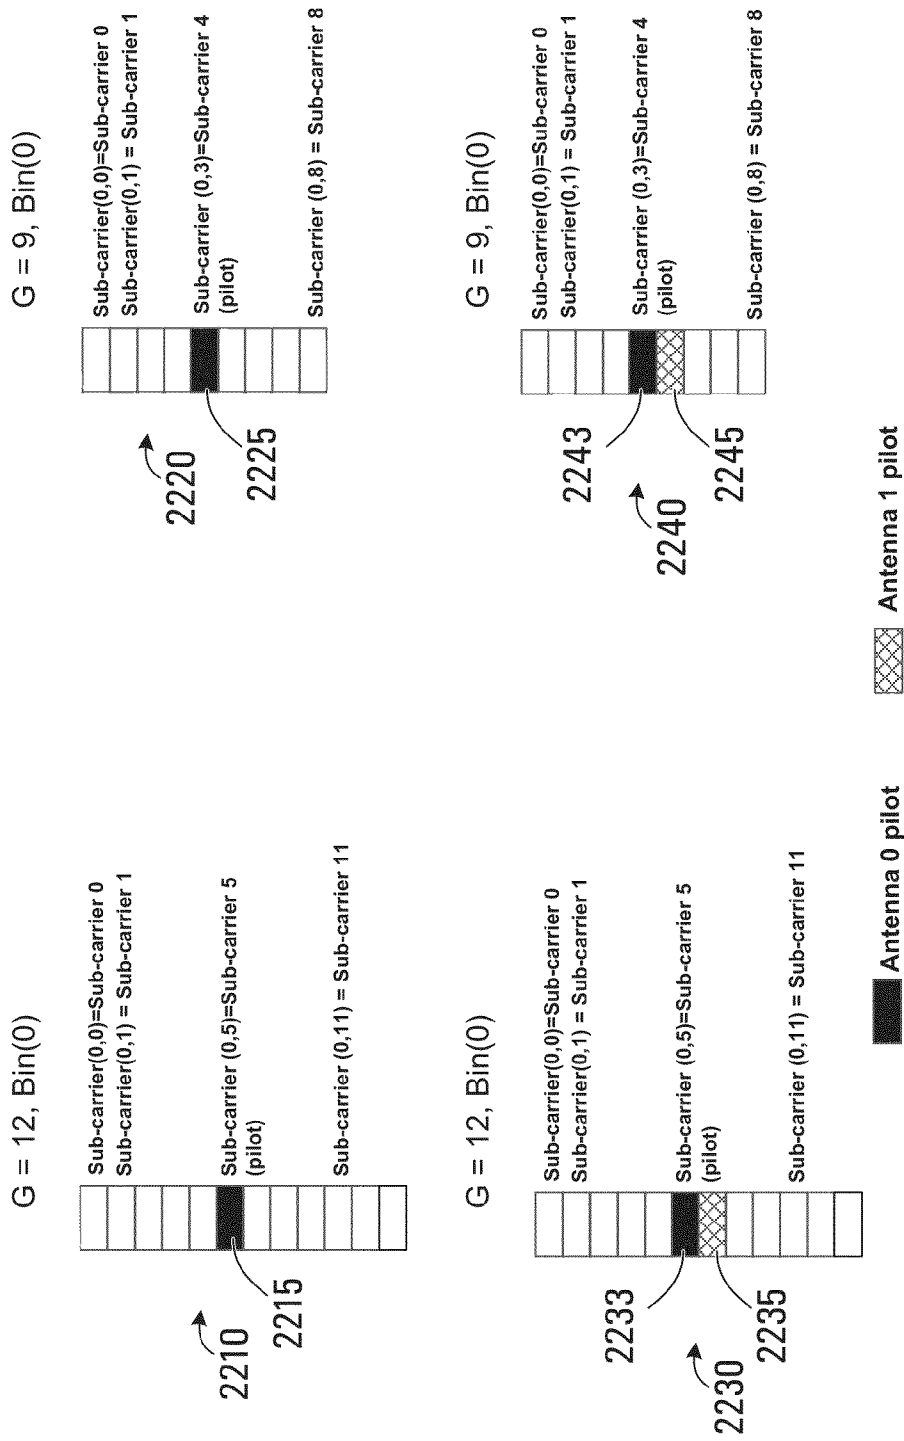 G = 12, Bin(0)
Sub-carrier(0,0)=Sub-carrier 0
Sub-carrier(0,1) = Sub-carrier 1
Sub-carrier (0,5)=Sub-carrier 5
(pilot)
Sub-carrier (0,11) = Sub-carrier 11
2210
2215
G = 9, Bin(0)
Sub-carrier(0,0)=Sub-carrier 0
Sub-carrier(0,1) = Sub-carrier 1
Sub-carrier (0,3)=Sub-carrier 4
(pilot)
Sub-carrier (0,8) = Sub-carrier 8
2220
2225
G = 12, Bin(0)
Sub-carrier(0,0)=Sub-carrier 0
Sub-carrier(0,1) = Sub-carrier 1
Sub-carrier (0,5)=Sub-carrier 5
(pilot)
Sub-carrier (0,11) = Sub-carrier 11
2233
2235
2230
G = 9, Bin(0)
Sub-carrier(0,0)=Sub-carrier 0
Sub-carrier(0,1) = Sub-carrier 1
Sub-carrier (0,3)=Sub-carrier 4
(pilot)
Sub-carrier (0,8) = Sub-carrier 8
2243
2240
2245
Antenna 0 pilot
Antenna 1 pilot